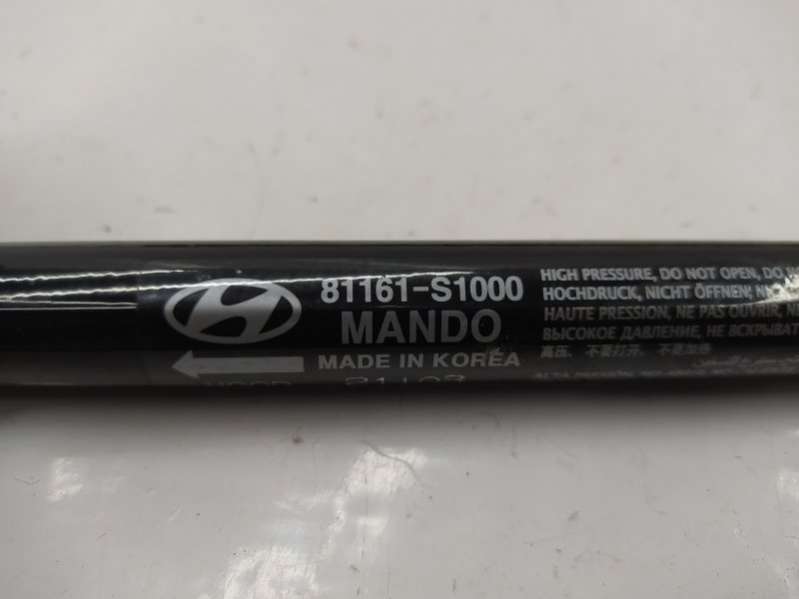 81161-S1000
MANDO
MADE IN KOREA
HIGH PRESSURE, DO NOT OPEN, DO
HOCHDRUCK, NICHT ÖFFNEN;
HAUTE PRESSION, NE PAS OUVRIR,
ВЫСОКОЕ ДАВЛЕНИЕ, НЕ ВСКРЫВАТ
高压、不要打开、不要加热